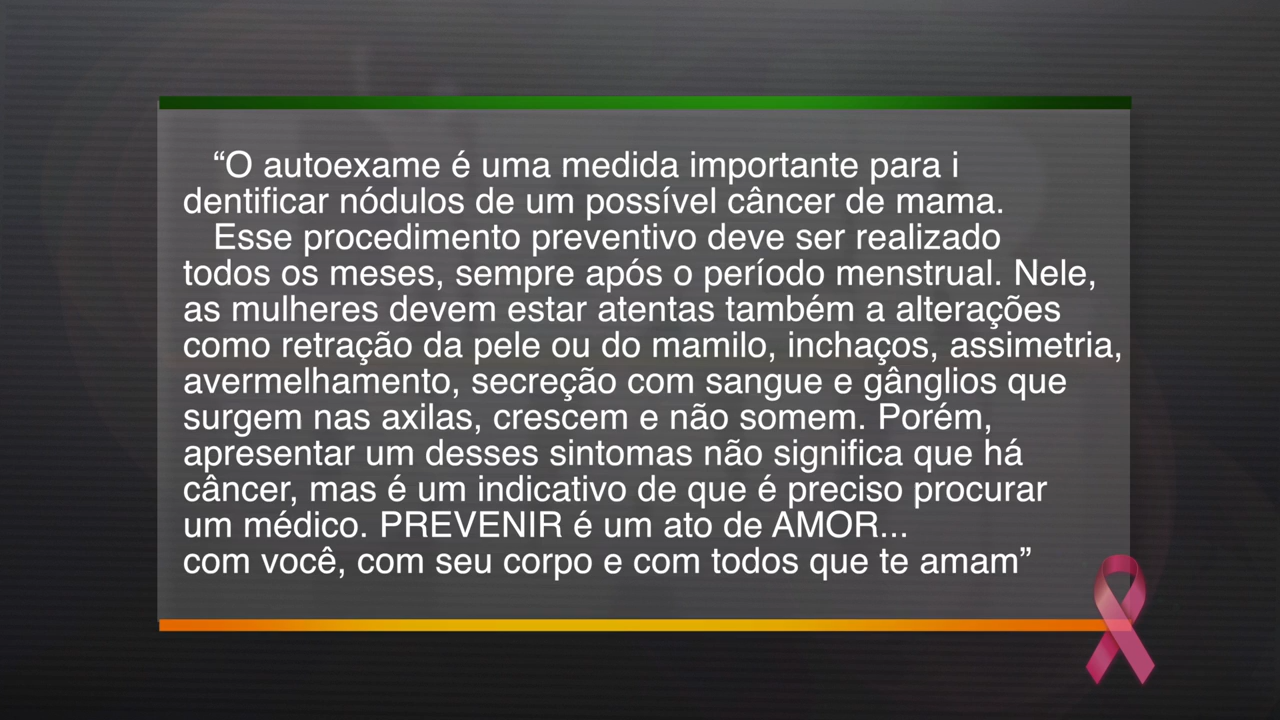 “O autoexame é uma medida importante para i
dentificar nódulos de um possível câncer de mama.
Esse procedimento preventivo deve ser realizado
todos os meses, sempre após o período menstrual. Nele,
as mulheres devem estar atentas também a alterações
como retração da pele ou do mamilo, inchaços, assimetria,
avermelhamento, secreção com sangue e gânglios que
surgem nas axilas, crescem e não somem. Porém,
apresentar um desses sintomas não significa que há
câncer, mas é um indicativo de que é preciso procurar
um médico. PREVENIR é um ato de AMOR...
com você, com seu corpo e com todos que te amam”